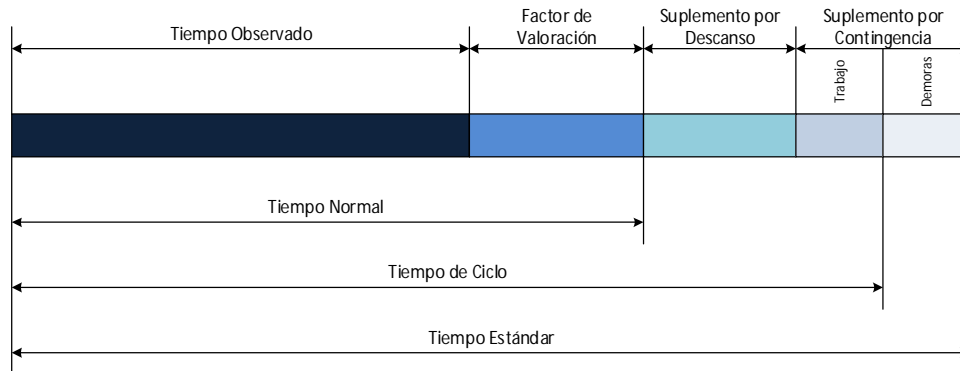 Tiempo Observado
Factor de
Valoración
Suplemento por
Descanso
Suplemento por
Contingencia
Trabajo
Demoras
Tiempo Normal
Tiempo de Ciclo
Tiempo Estándar